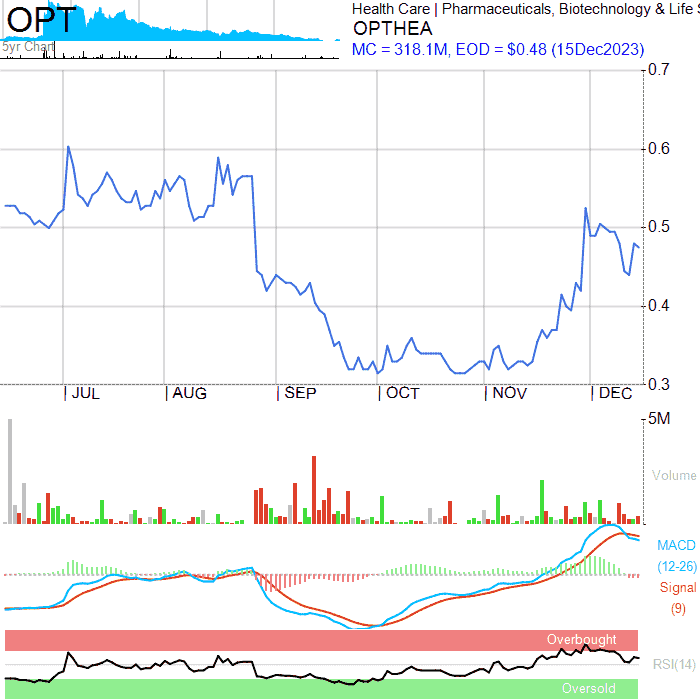 OPT
5yr Chart
Health Care | Pharmaceuticals, Biotechnology & Life S
OPTHEA
MC = 318.1M, EOD = $0.48 (15Dec2023)
0.7
0.6
0.5
0.4
0.3
JUL AUG SEP OCT NOV DEC
5M
Volume
MACD
(12-26)
Signal
(9)
Overbought
RSI(14)
Oversold